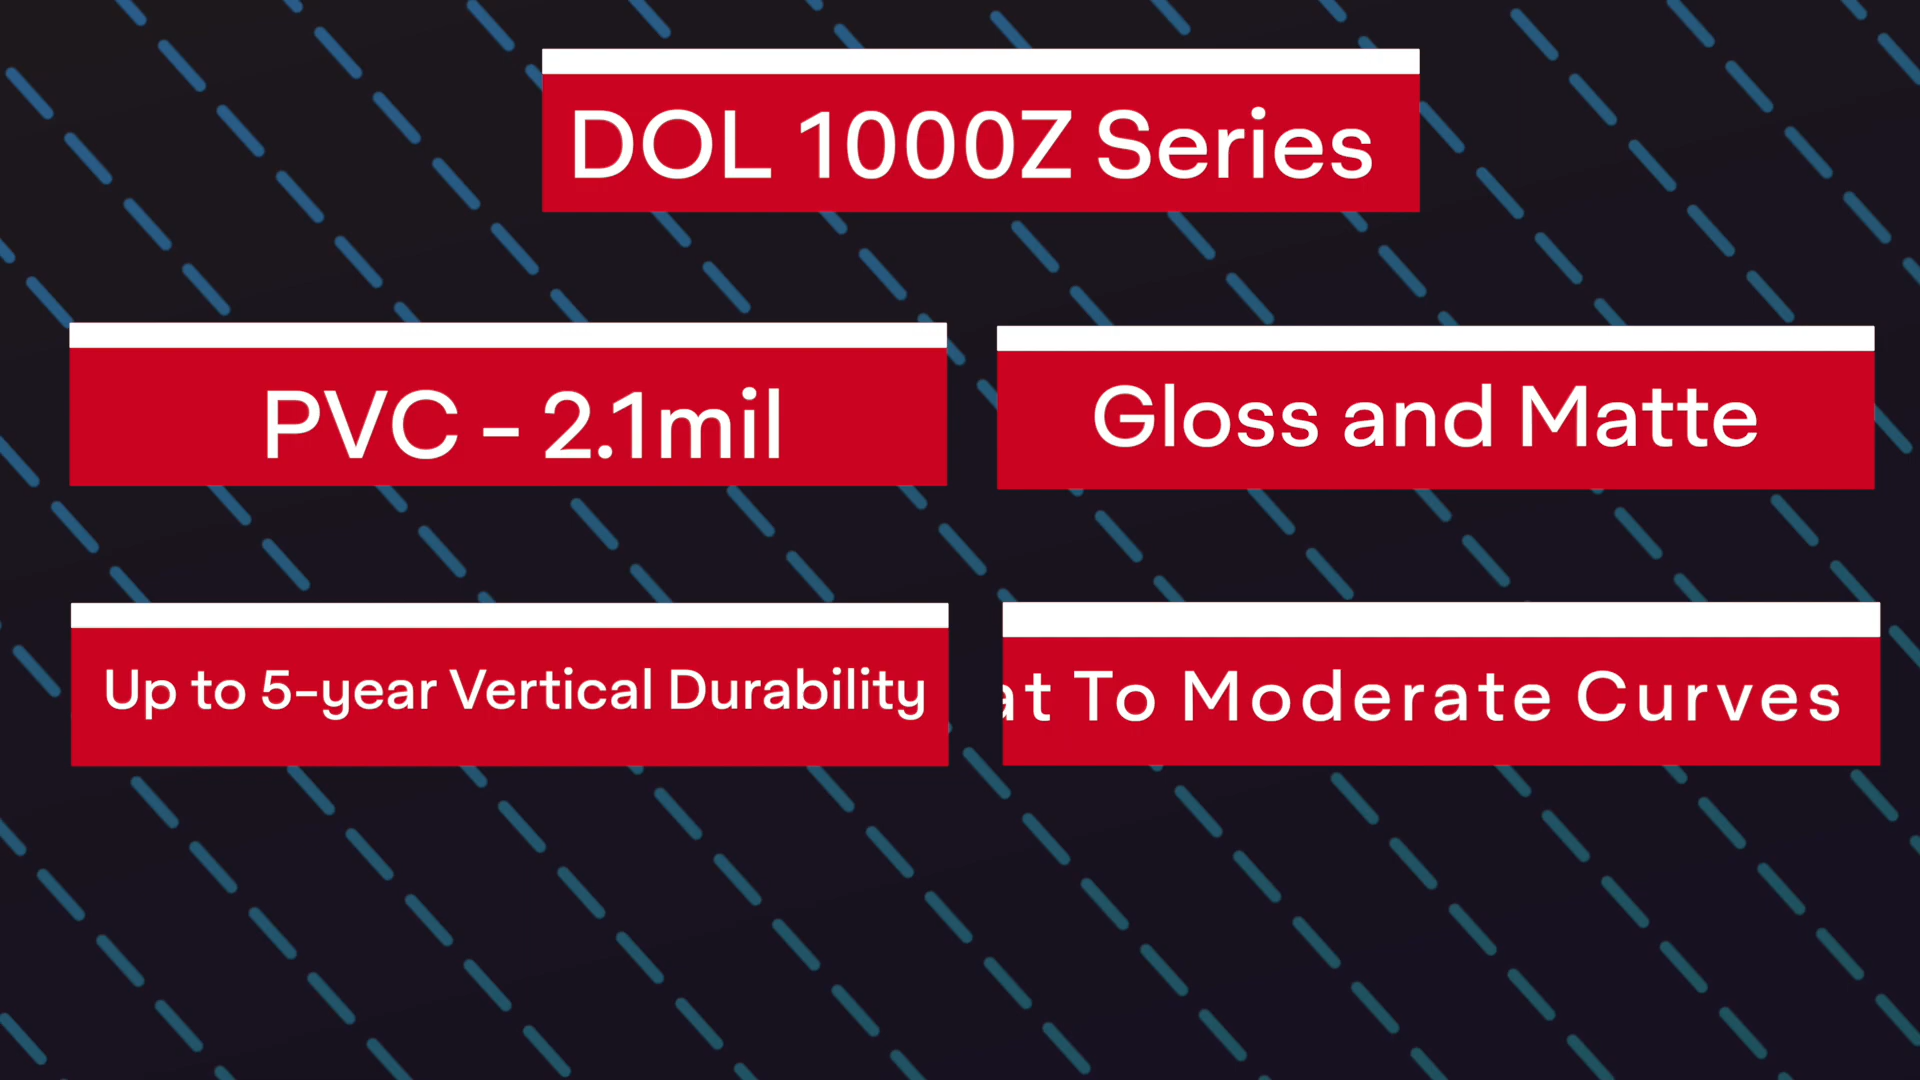 DOL 1000Z Series
PVC – 2.1mil
Gloss and Matte
Up to 5-year Vertical Durability
To Moderate Curves